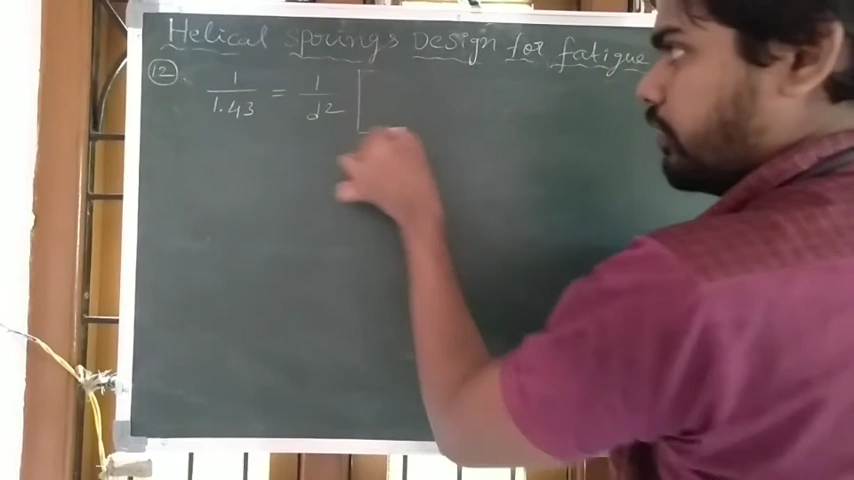 Helical springs Design for fatigue
(12). 1/1.43 = 1/d² [